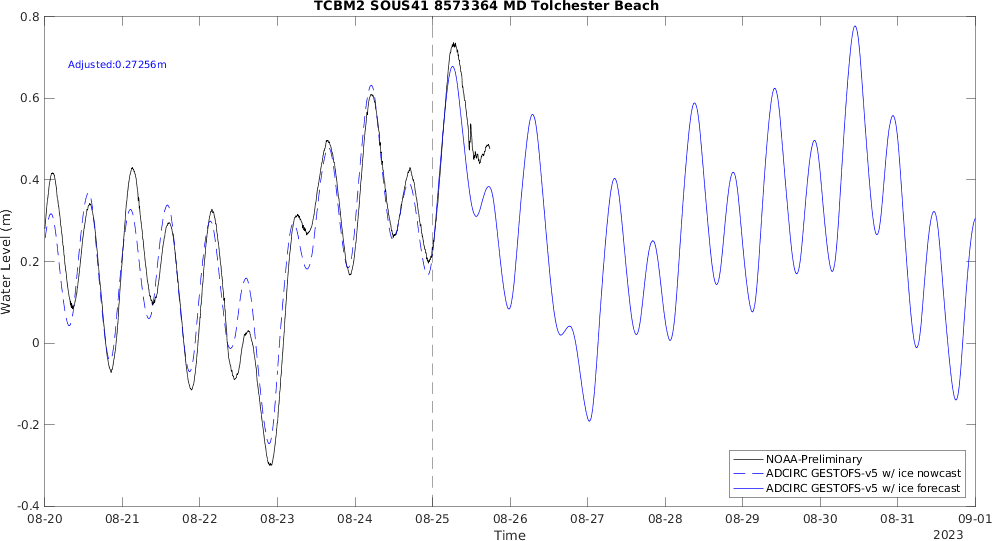 TCBM2 SOUS41 8573364 MD Tolchester Beach
Adjusted:0.27256m
Water Level (m)
0.8
0.6
0.4
0.2
0
-0.2
-0.4
NOAA-Preliminary
ADCIRC GESTOFS-v5 w/ ice nowcast
ADCIRC GESTOFS-v5 w/ ice forecast
08-20 08-21 08-22 08-23 08-24 08-25 08-26 08-27 08-28 08-29 08-30 08-31 09-01
Time
2023